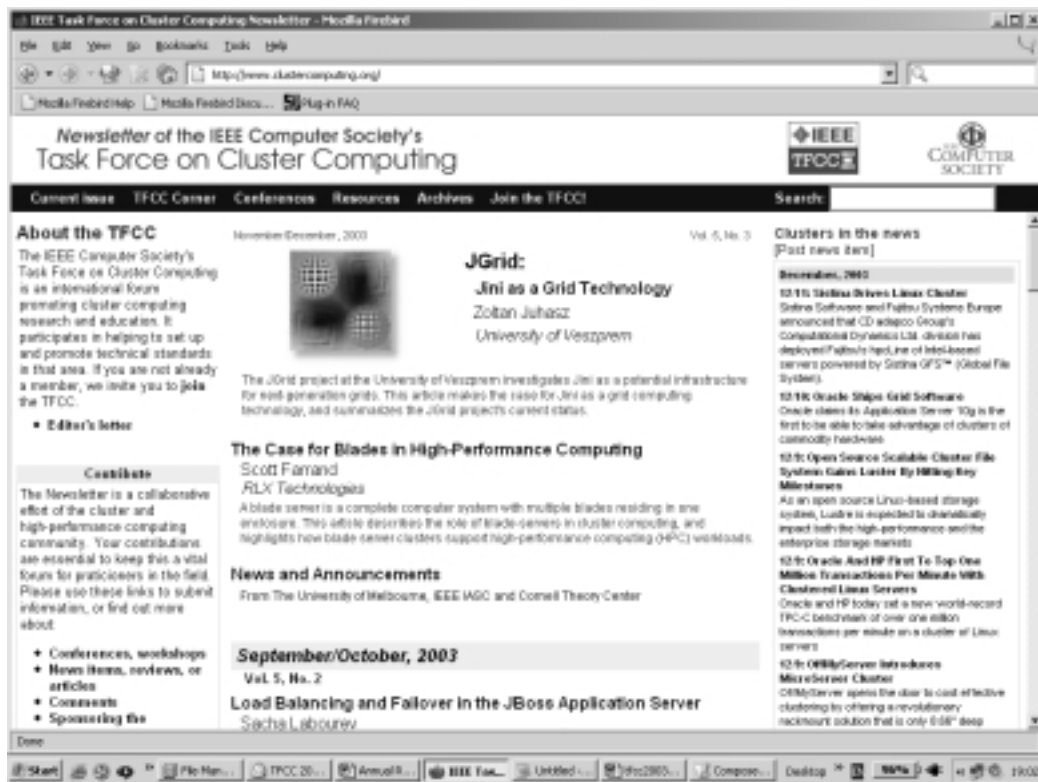 IEEE Task Force on Cluster Computing Newsletter - Mozilla Firebird
File Edit View Go Bookmarks Tools Help
http://www.clustercomputing.org/
Mozilla Firebird Help Mozilla Firebird Discu... Plug-in FAQ
Newsletter of the IEEE Computer Society's
Task Force on Cluster Computing
IEEE
TFCC
COMPUTER
SOCIETY
Current Issue TFCC Corner Conferences Resources Archives Join the TFCC! Search:
About the TFCC
The IEEE Computer Society's
Task Force on Cluster Computing
is an international forum
promoting cluster computing
research and education. It
participates in helping to set up
and promote technical standards
in that area. If you are not already
a member, we invite you to join
the TFCC.
• Editor's letter
Contribute
The Newsletter is a collaborative
effort of the cluster and
high-performance computing
community. Your contributions
are essential to keep this a vital
forum for praticioners in the field.
Please use these links to submit
information, or find out more
about
• Conferences, workshops
• News items, reviews, or
articles
• Comments
• Sponsoring the
November/December, 2003 Vol. 5, No. 3
JGrid:
Jini as a Grid Technology
Zoltan Juhasz
University of Veszprem
The JGrid project at the University of Veszprem investigates Jini as a potential infrastructure
for next-generation grids. This article makes the case for Jini as a grid computing
technology, and summarizes the JGrid project's current status.
The Case for Blades in High-Performance Computing
Scott Farrand
RLX Technologies
A blade server is a complete computer system with multiple blades residing in one
enclosure. This article describes the role of blade-servers in cluster computing, and
highlights how blade server clusters support high-performance computing (HPC) workloads.
News and Announcements
From The University of Melbourne, IEEE IASC and Cornell Theory Center
September/October, 2003
Vol. 5, No. 2
Load Balancing and Failover in the JBoss Application Server
Sacha Labourey
Clusters in the news
[Post news item]
December, 2003
Sistina Drives Linux Cluster
Sistina Software and Fujitsu Systems Europe
announced that CD adapco Group's
Computational Dynamics Ltd. division has
deployed Fujitsu's hpcLine of Intel-based
servers powered by Sistina GFS™ (Global File
System).
Oracle Ships Grid Software
Oracle claims its Application Server 10g is the
first to be able to take advantage of clusters of
commodity hardware
12/9: Open Source Scalable Cluster File
System Gains Luster By Hitting Key
Milestones
As an open source Linux-based storage
system, Lustre is expected to dramatically
impact both the high-performance and the
enterprise storage markets
12/9: Oracle And HP First To Top One
Million Transactions Per Minute With
Clustered Linux Servers
Oracle and HP today set a new world-record
TPC-C benchmark of over one million
transactions per minute on a cluster of Linux
servers
12/9: OffMyServer Introduces
MicroServer Cluster
OffMyServer opens the door to cost effective
clustering by offering a revolutionary
rackmount solution that is only deep
Done
Start File Man... TFCC 20... Annual R... IEEE Tas... Untitled -... tfcc2003... Compose... Desktop 19:02